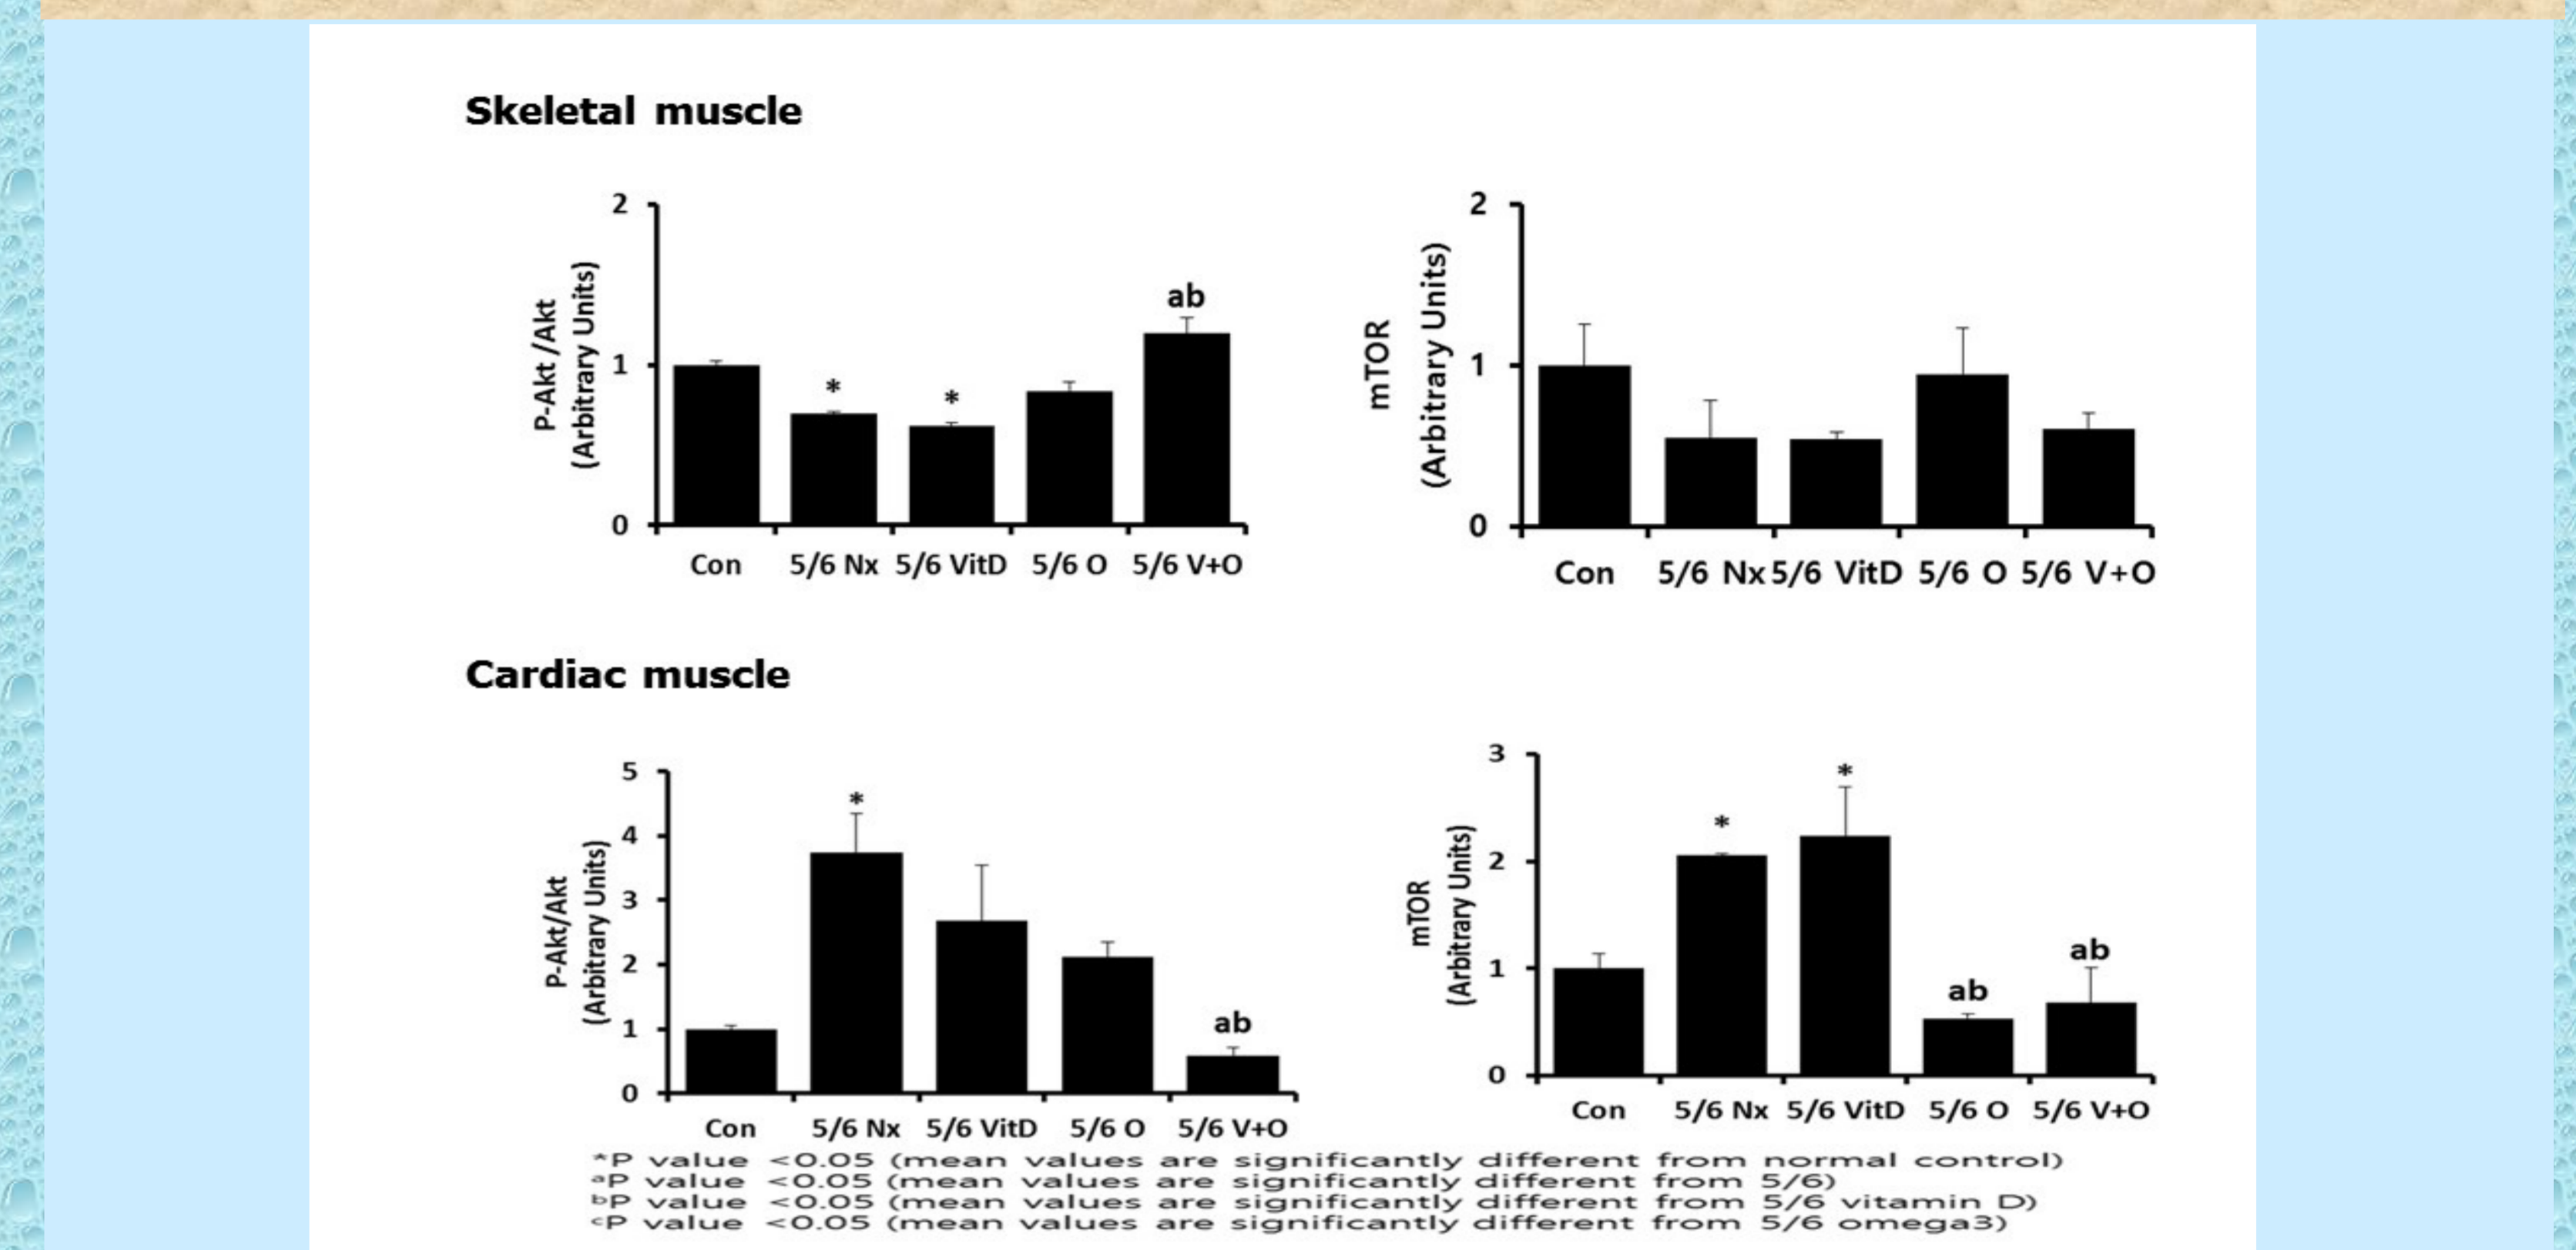 Skeletal muscle
2
1
0
P-Akt /Akt
(Arbitrary Units)
*
*
ab
Con 5/6 Nx 5/6 VitD 5/6 O 5/6 V+O
2
1
0
mTOR
(Arbitrary Units)
Con 5/6 Nx 5/6 VitD 5/6 O 5/6 V+O
Cardiac muscle
5
4
3
2
1
0
P-Akt/Akt
(Arbitrary Units)
*
ab
Con 5/6 Nx 5/6 VitD 5/6 O 5/6 V+O
3
2
1
0
mTOR
(Arbitrary Units)
*
*
ab
ab
Con 5/6 Nx 5/6 VitD 5/6 O 5/6 V+O
*P value <0.05 (mean values are significantly different from normal control)
ᵃP value <0.05 (mean values are significantly different from 5/6)
ᵇP value <0.05 (mean values are significantly different from 5/6 vitamin D)
ᶜP value <0.05 (mean values are significantly different from 5/6 omega3)